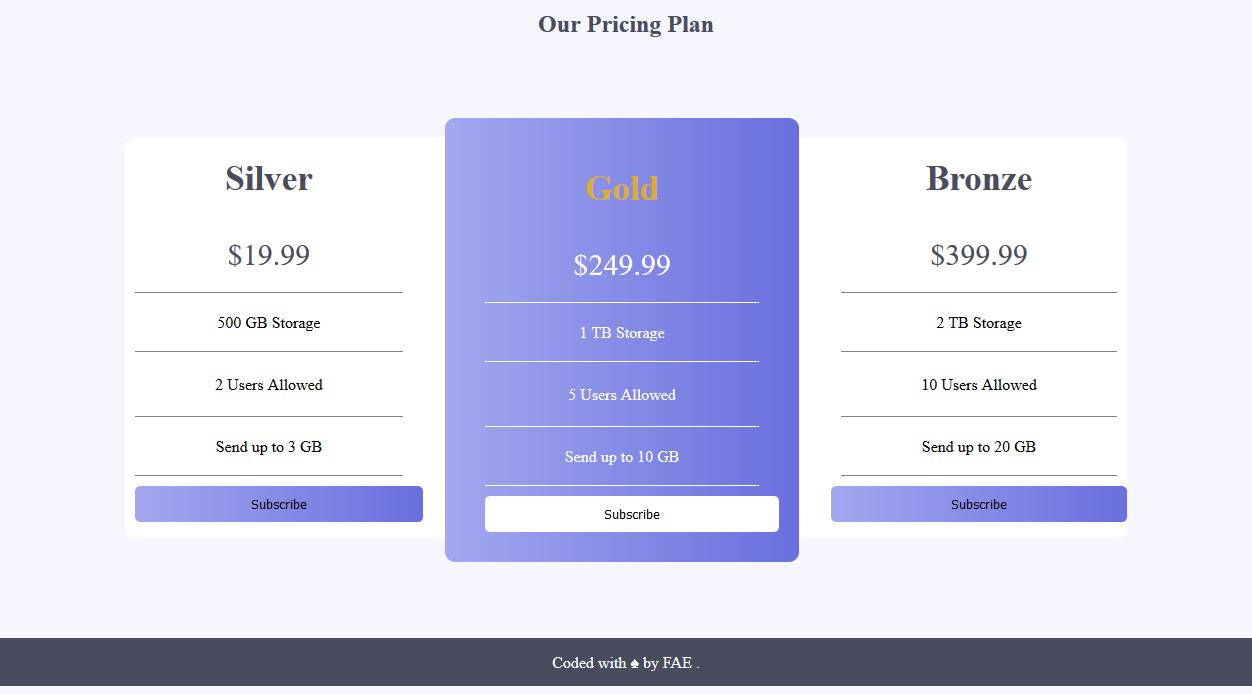 Our Pricing Plan
Silver
$19.99
500 GB Storage
2 Users Allowed
Send up to 3 GB
Subscribe
Gold
$249.99
1 TB Storage
5 Users Allowed
Send up to 10 GB
Subscribe
Bronze
$399.99
2 TB Storage
10 Users Allowed
Send up to 20 GB
Subscribe
Coded with ♠ by FAE .